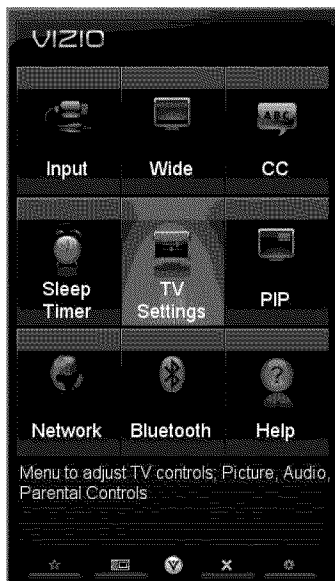 VIZIO
Input Wide CC
ABC
Sleep Timer
TV Settings
PIP
Network Bluetooth Help
?
Menu to adjust TV controls; Picture, Audio,
Parental Controls
V
X